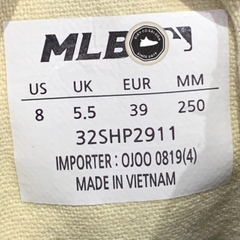 MLB
US UK EUR MM
8 5.5 39 250
32SHP2911
IMPORTER : OJOO 0819(4)
MADE IN VIETNAM